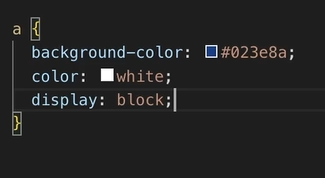 a {
background-color: #023e8a;
color: white;
display: block;
}